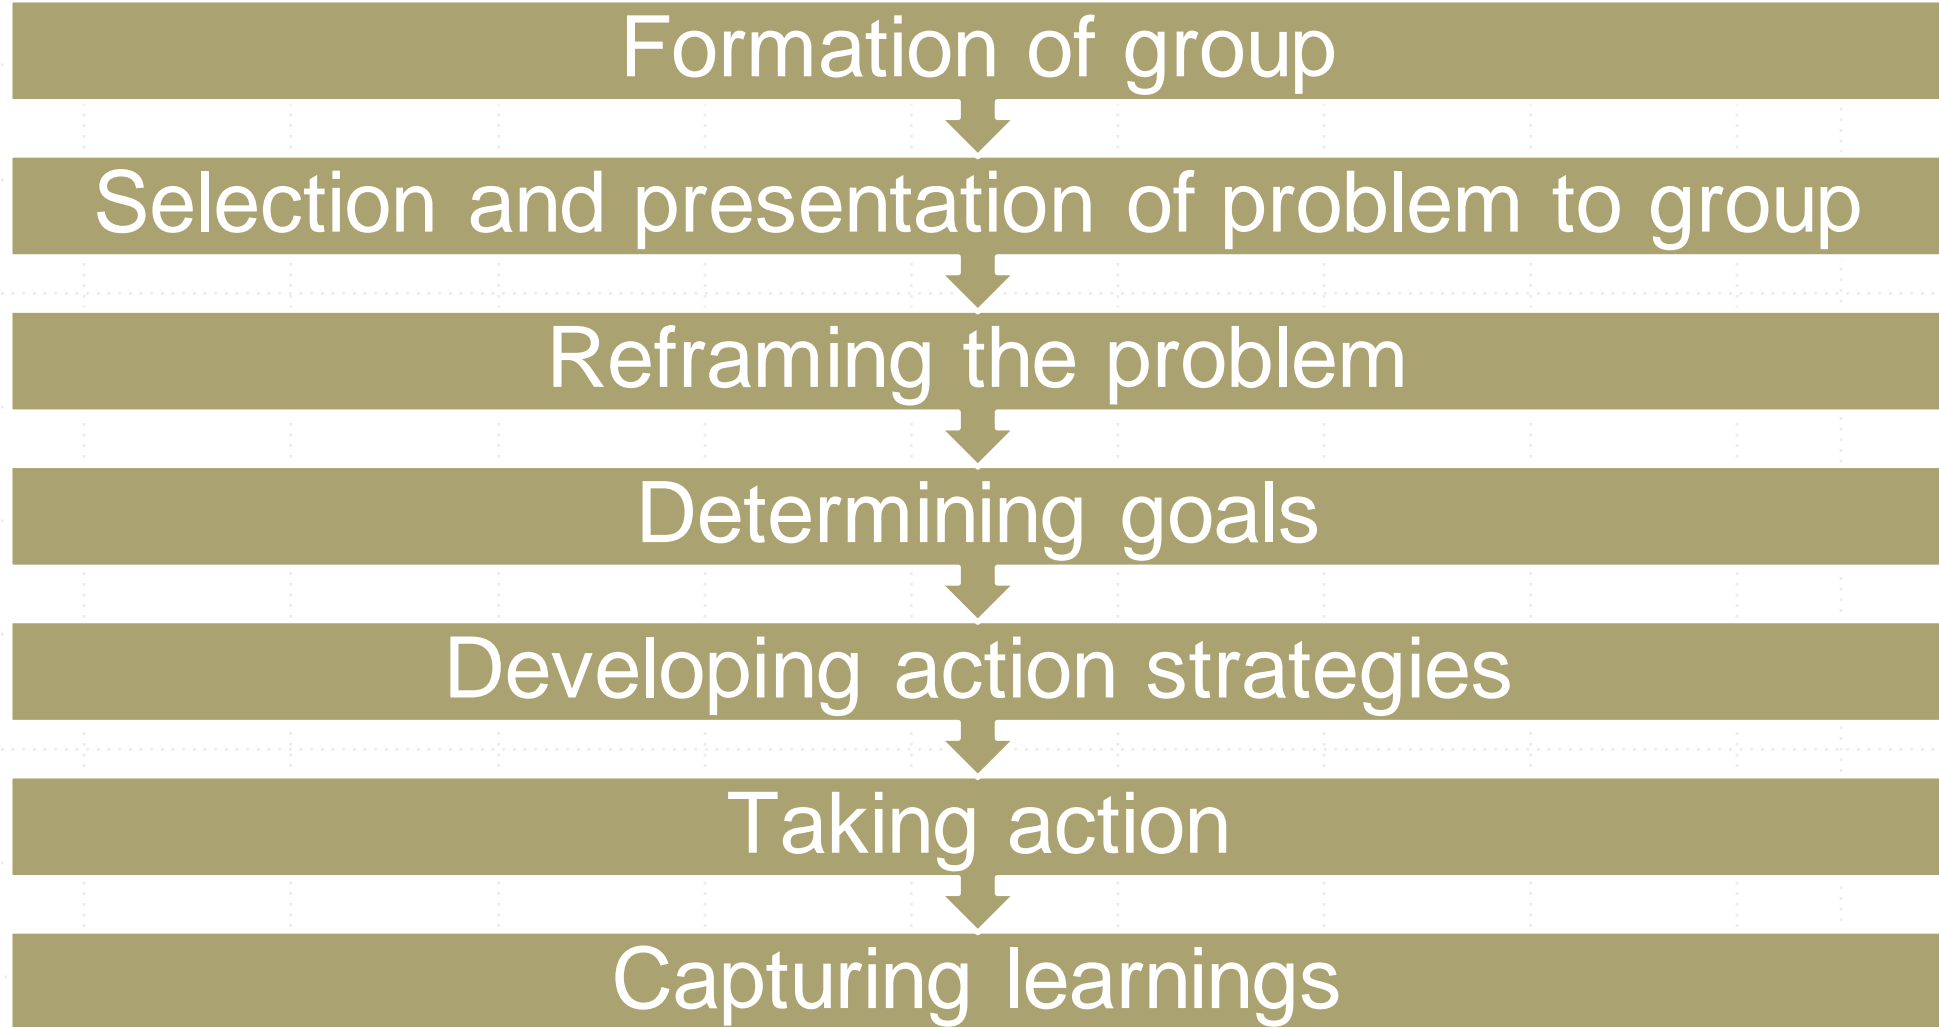 Formation of group
Selection and presentation of problem to group
Reframing the problem
Determining goals
Developing action strategies
Taking action
Capturing learnings